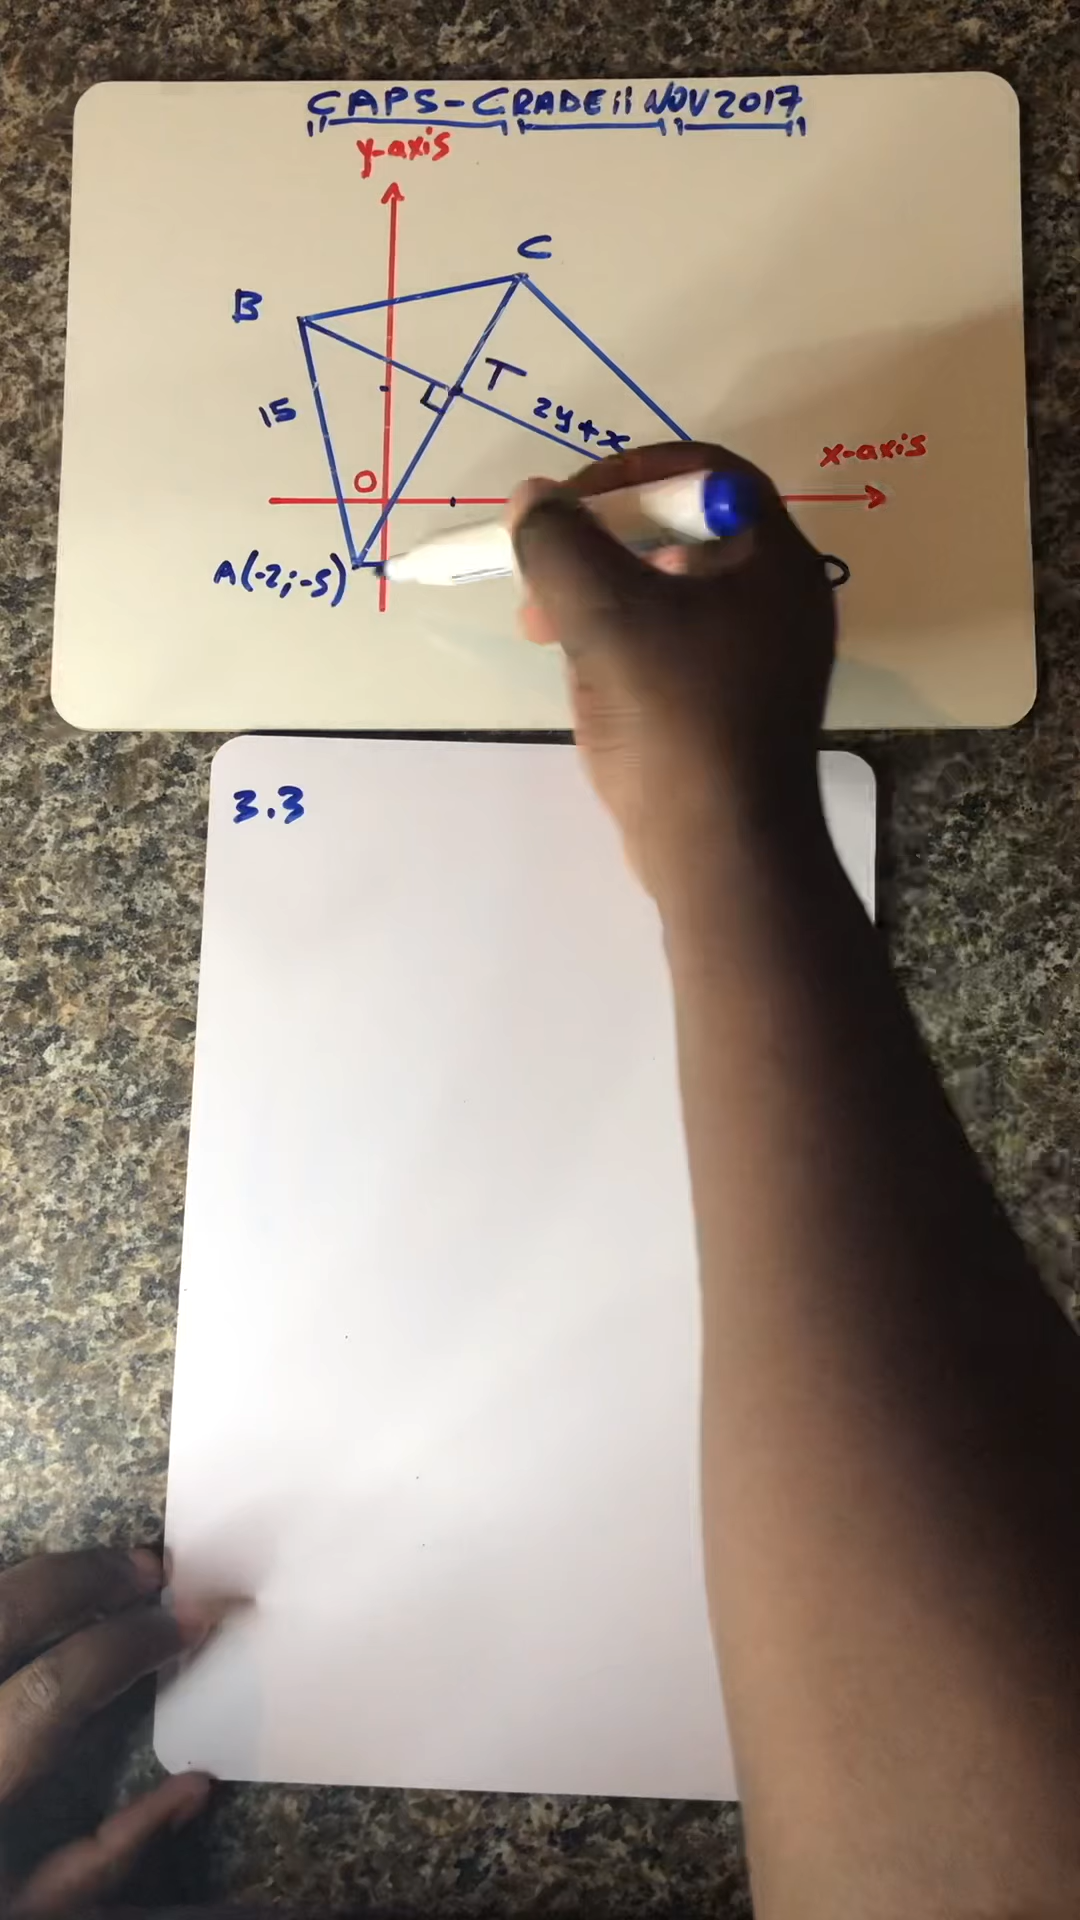 CAPS-GRADE 11 NOV 2017
y-axis
C
B
T
15
2y+x
x-axis
O
A(-2;-5)
D
3.3